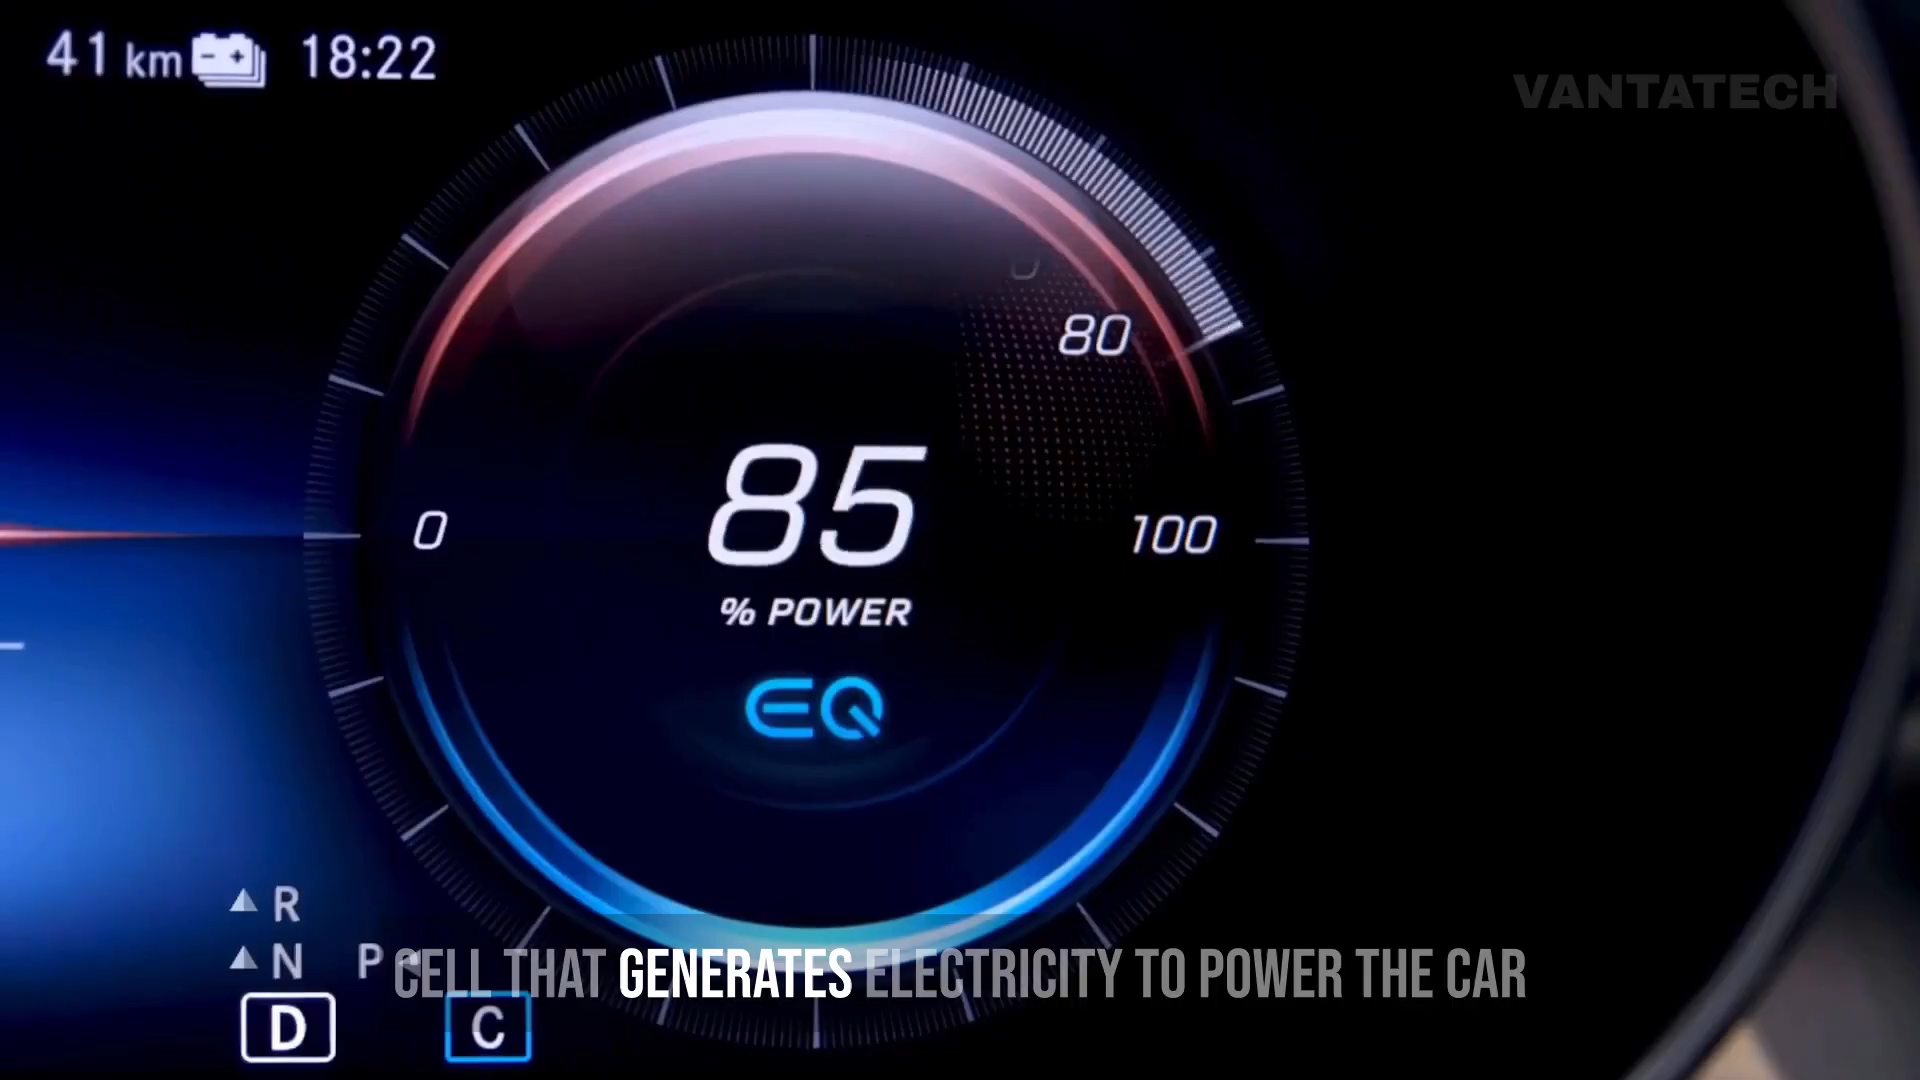 41 km 18:22
VANTATECH
80
85
0
100
% POWER
EQ
R
N P
CELL THAT GENERATES ELECTRICITY TO POWER THE CAR
D C